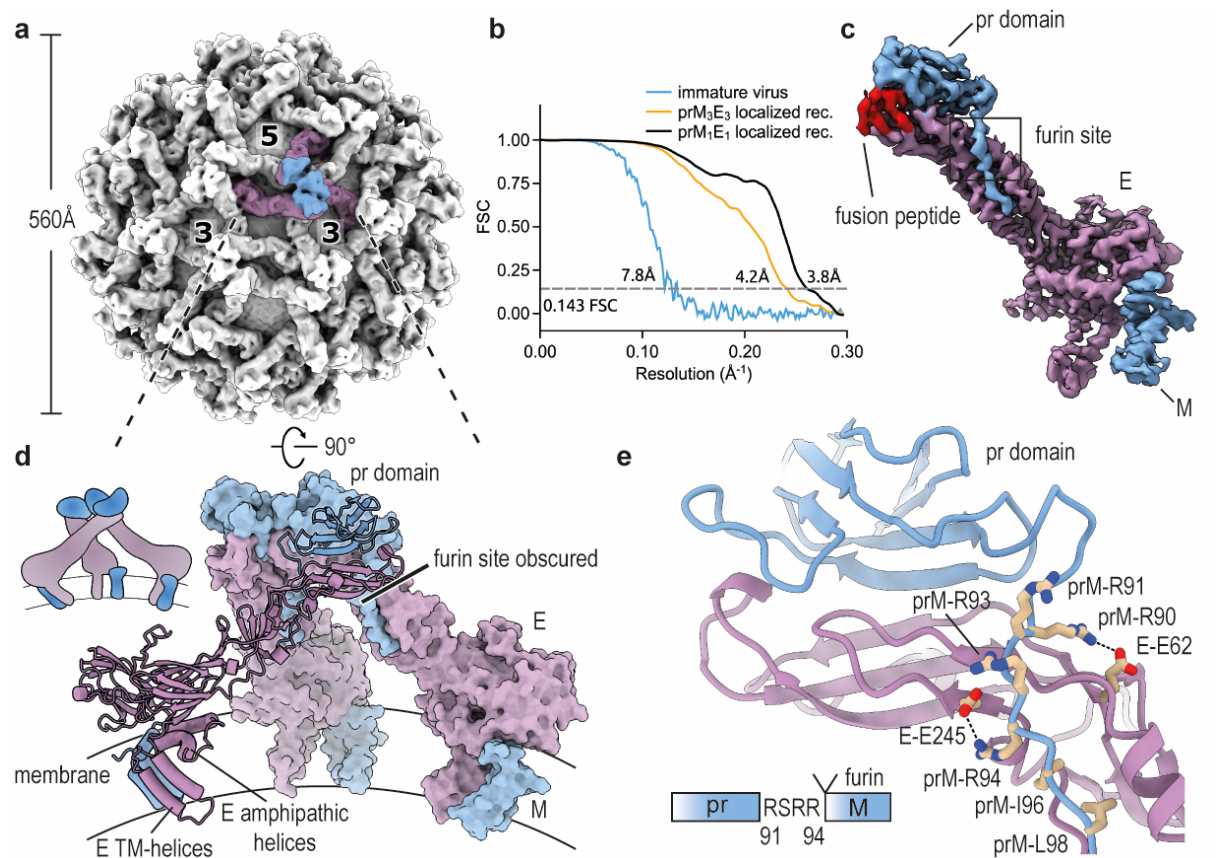 a
560Å
5
3
3
b
immature virus
prM₃E₃ localized rec.
prM₁E₁ localized rec.
FSC
1.00
0.75
0.50
0.25
0.00
7.8Å
4.2Å
3.8Å
0.143 FSC
0.00
0.10
0.20
0.30
Resolution (Å⁻¹)
c
pr domain
furin site
fusion peptide
E
M
90°
d
pr domain
furin site obscured
E
membrane
M
E amphipathic
helices
E TM-helices
e
pr domain
prM-R91
prM-R93
prM-R90
E-E62
E-E245
prM-R94
prM-I96
prM-L98
furin
pr
RSRR
M
91
94